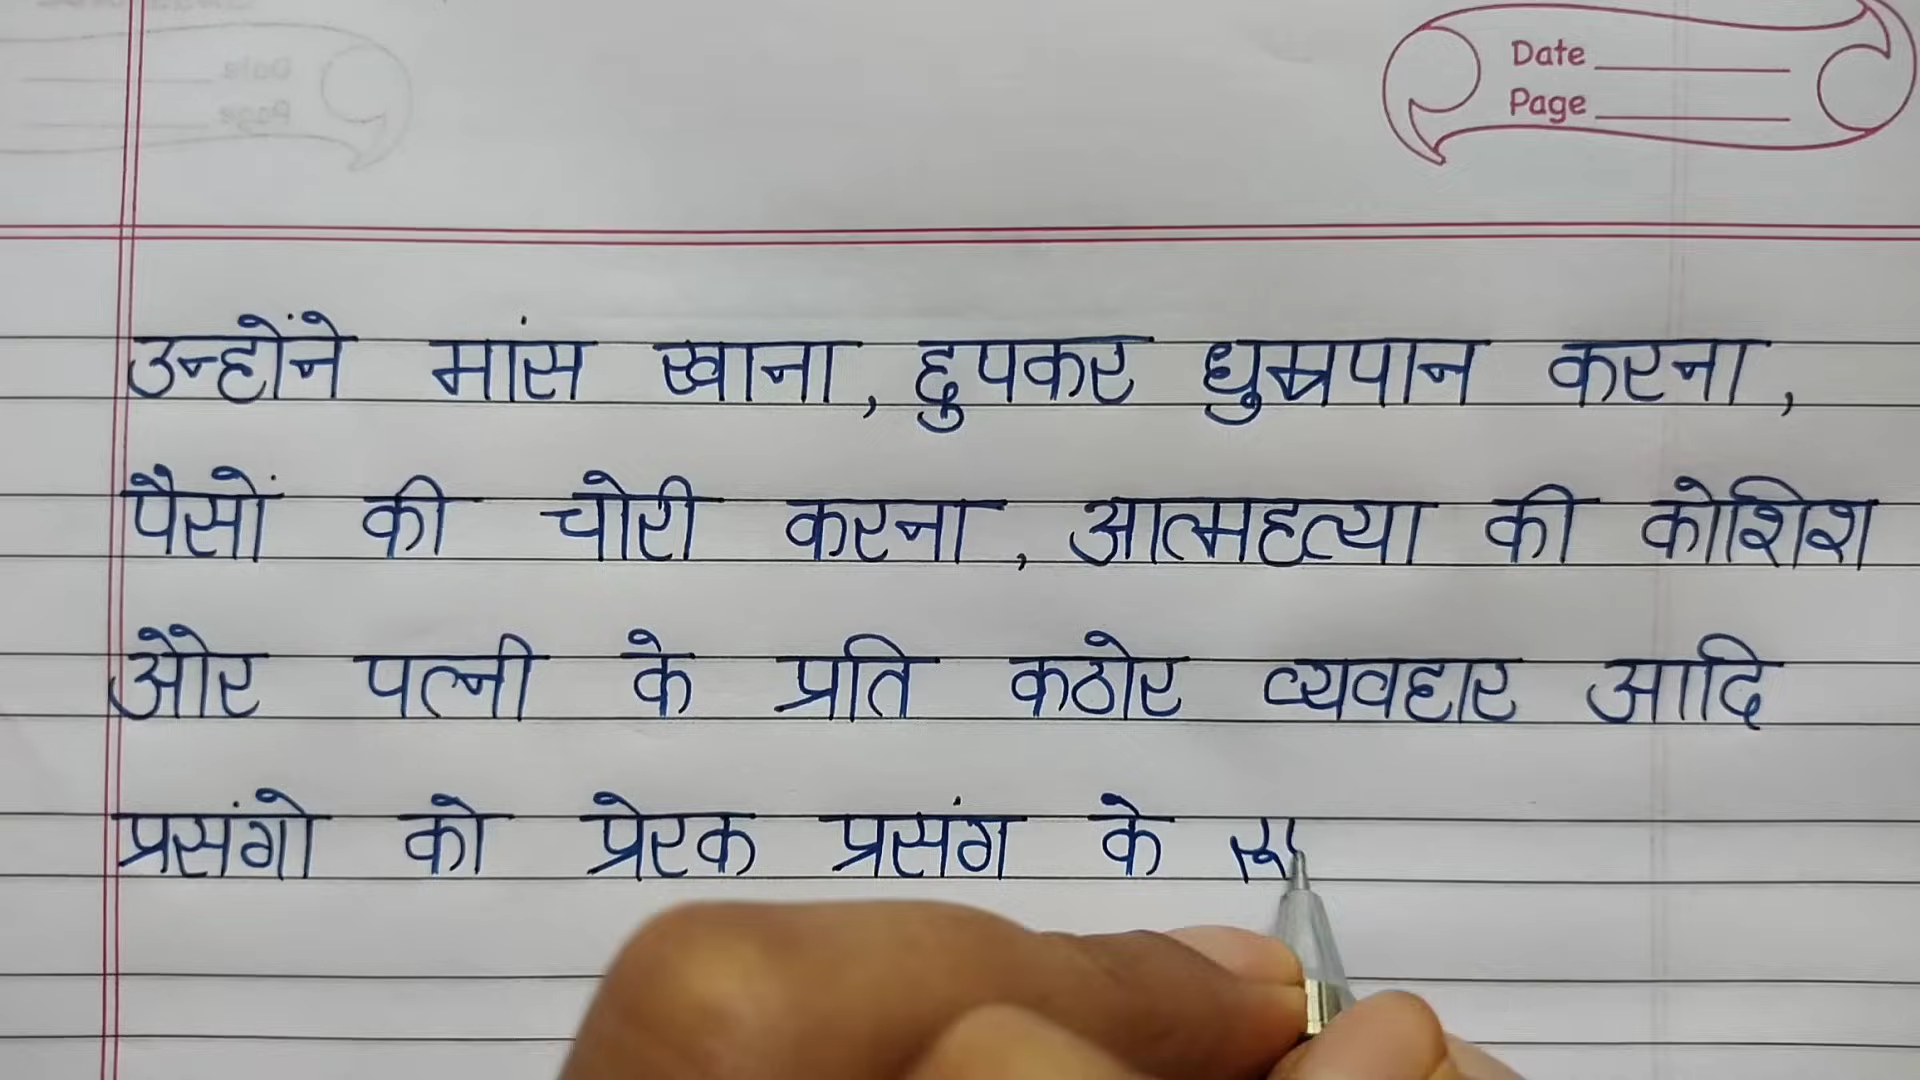 Date
Page
उन्होंने मांस खाना, छुपकर धुम्रपान करना,
पैसों की चोरी करना, आत्महत्या की कोशिश
और पत्नी के प्रति कठोर व्यवहार आदि
प्रसंगो को प्रेरक प्रसंग के